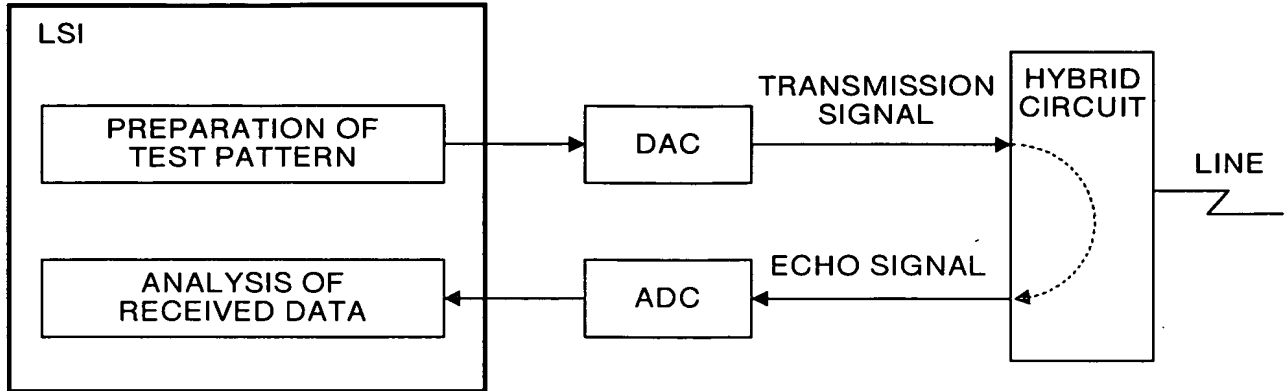 LSI
PREPARATION OF
TEST PATTERN
DAC
TRANSMISSION
SIGNAL
HYBRID
CIRCUIT
LINE
ANALYSIS OF
RECEIVED DATA
ADC
ECHO SIGNAL